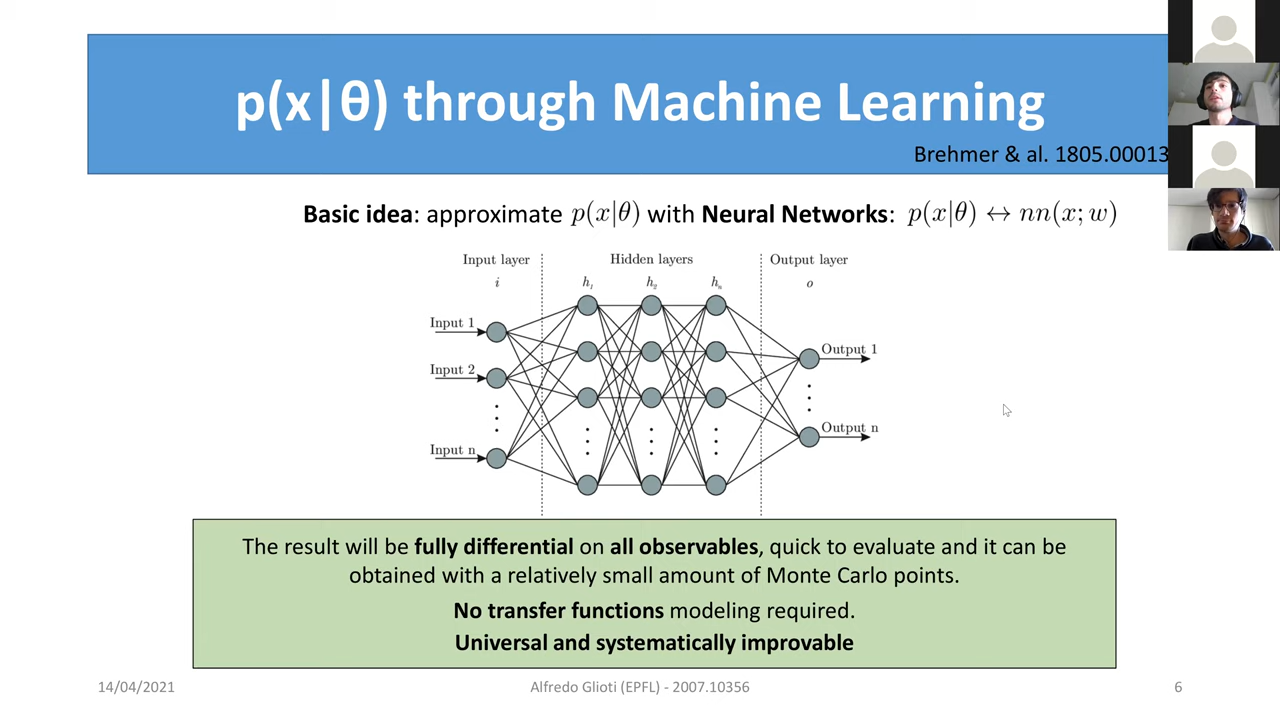 p(x|θ) through Machine Learning
Brehmer & al. 1805.00013
Basic idea: approximate p(x|θ) with Neural Networks: p(x|θ) ↔ nn(x; w)
Input layer Hidden layers Output layer
i h₁ h₂ hₙ o
Input 1
Input 2
Input n
Output 1
Output n
The result will be fully differential on all observables, quick to evaluate and it can be
obtained with a relatively small amount of Monte Carlo points.
No transfer functions modeling required.
Universal and systematically improvable
14/04/2021 Alfredo Glioti (EPFL) - 2007.10356 6